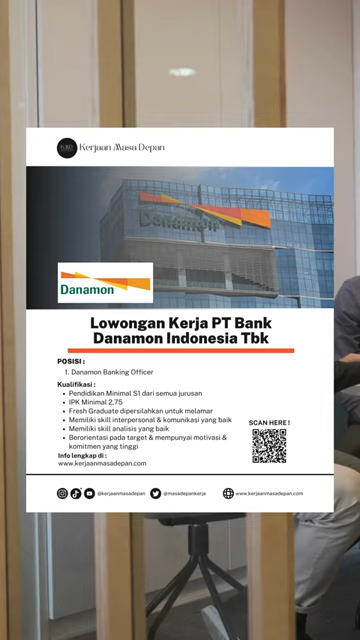 Kerjaan Masa Depan
Danamon
Danamon
Lowongan Kerja PT Bank
Danamon Indonesia Tbk
POSISI :
1. Danamon Banking Officer
Kualifikasi :
Pendidikan Minimal S1 dari semua jurusan
IPK Minimal 2,75
Fresh Graduate dipersilahkan untuk melamar
Memiliki skill interpersonal & komunikasi yang baik
Memiliki skill analisis yang baik
Berorientasi pada target & mempunyai motivasi &
komitmen yang tinggi
Info lengkap di :
www.kerjaanmasadepan.com
SCAN HERE !
@kerjaanmasadepan
@masadepankerja
www.kerjaanmasadepan.com